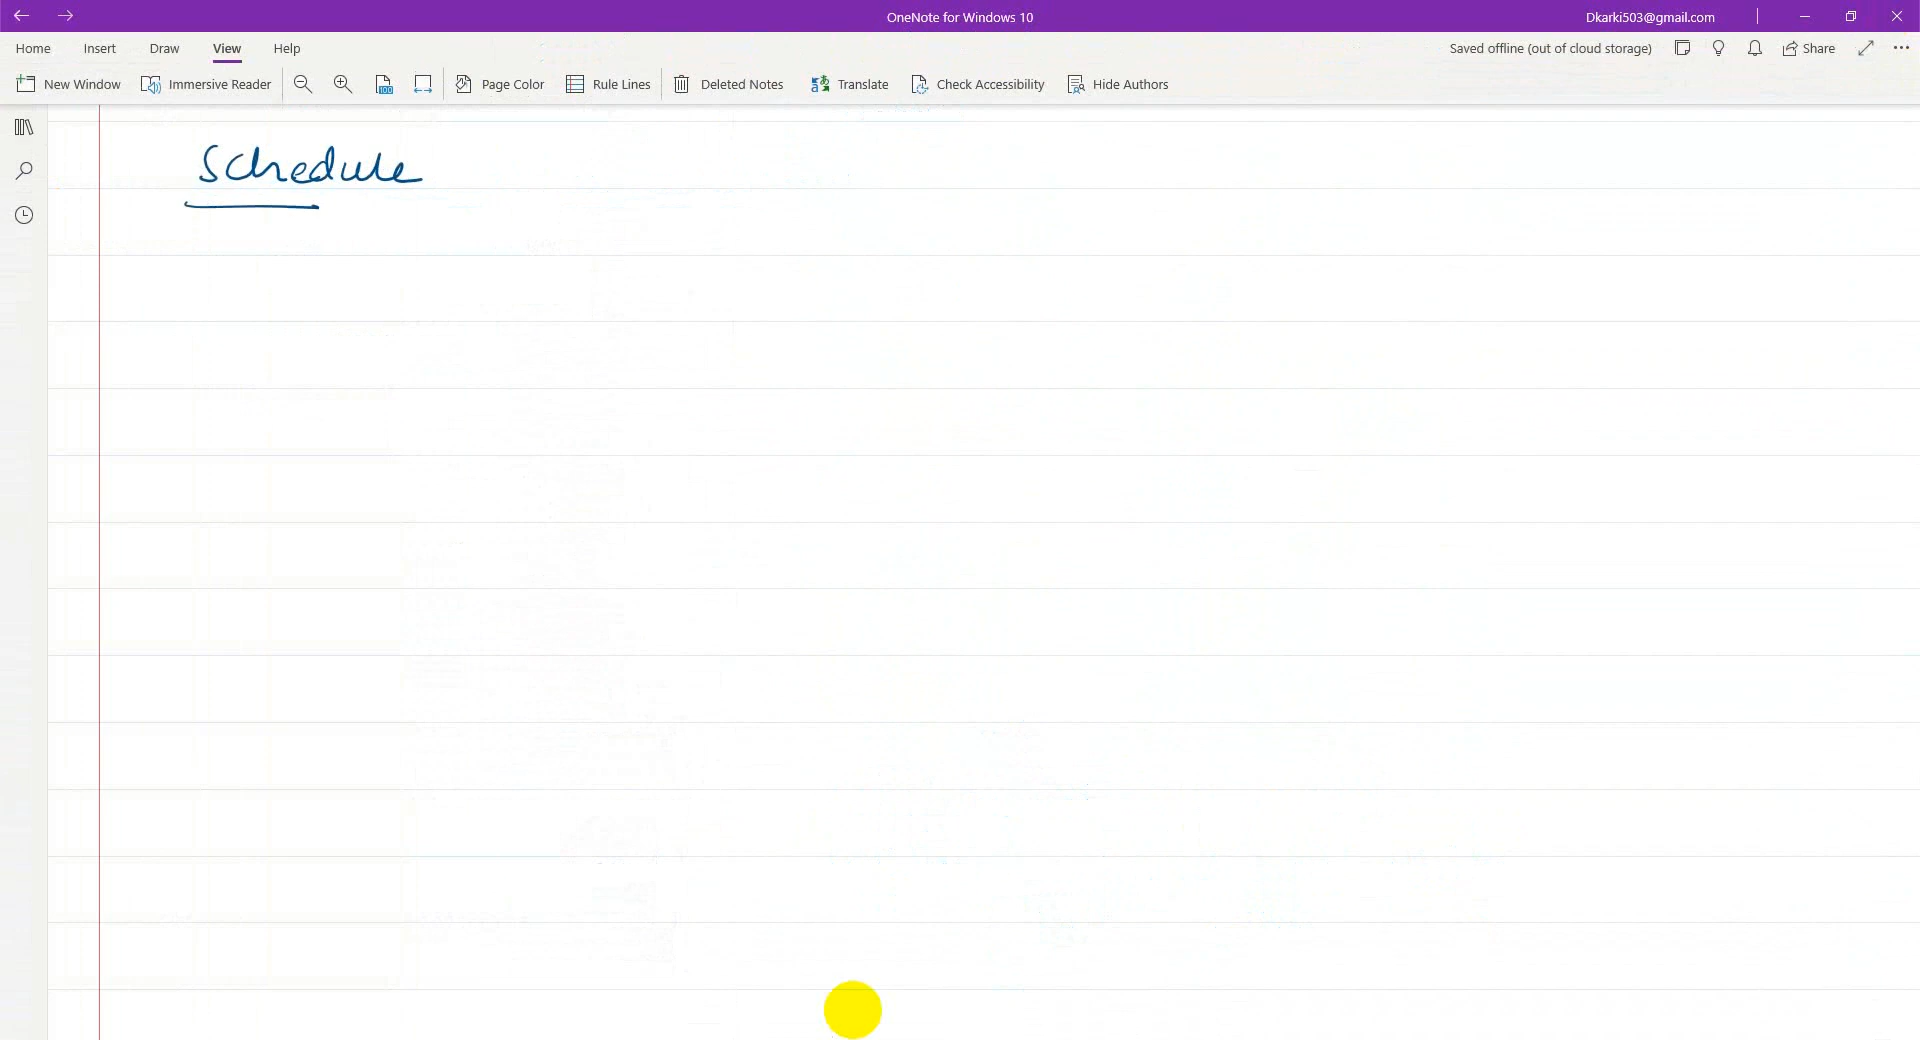 OneNote for Windows 10
Dkarki503@gmail.com
Home Insert Draw View Help
Saved offline (out of cloud storage) Share
New Window Immersive Reader 100 Page Color Rule Lines Deleted Notes Translate Check Accessibility Hide Authors
Schedule